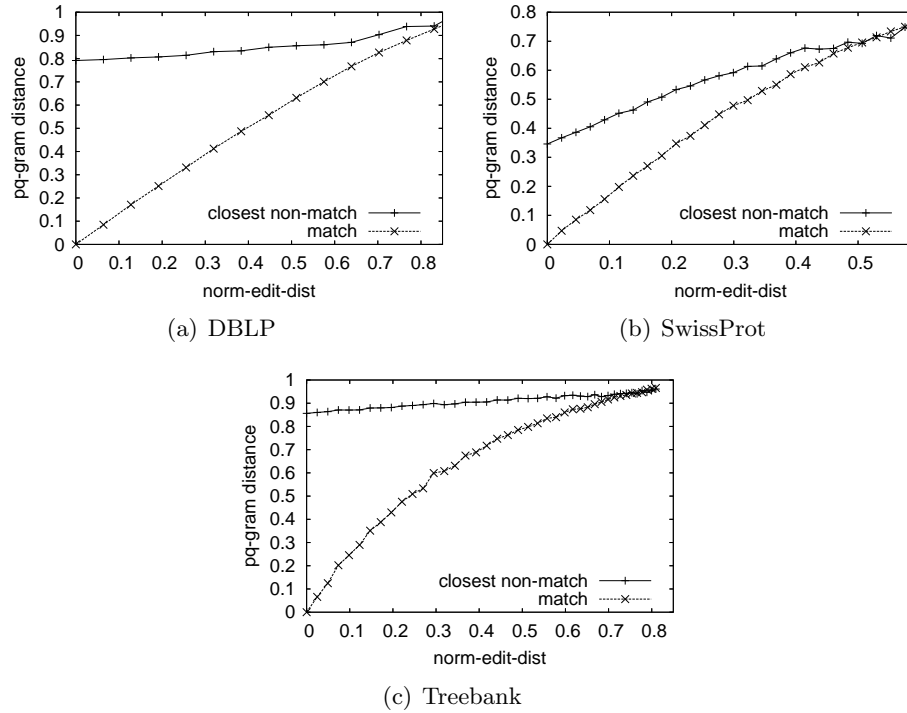 pq-gram distance
1
0.9
0.8
0.7
0.6
0.5
0.4
0.3
0.2
0.1
0
closest non-match
match
0 0.1 0.2 0.3 0.4 0.5 0.6 0.7 0.8
norm-edit-dist
(a) DBLP
pq-gram distance
0.8
0.7
0.6
0.5
0.4
0.3
0.2
0.1
0
closest non-match
match
0 0.1 0.2 0.3 0.4 0.5
norm-edit-dist
(b) SwissProt
pq-gram distance
1
0.9
0.8
0.7
0.6
0.5
0.4
0.3
0.2
0.1
0
closest non-match
match
0 0.1 0.2 0.3 0.4 0.5 0.6 0.7 0.8
norm-edit-dist
(c) Treebank